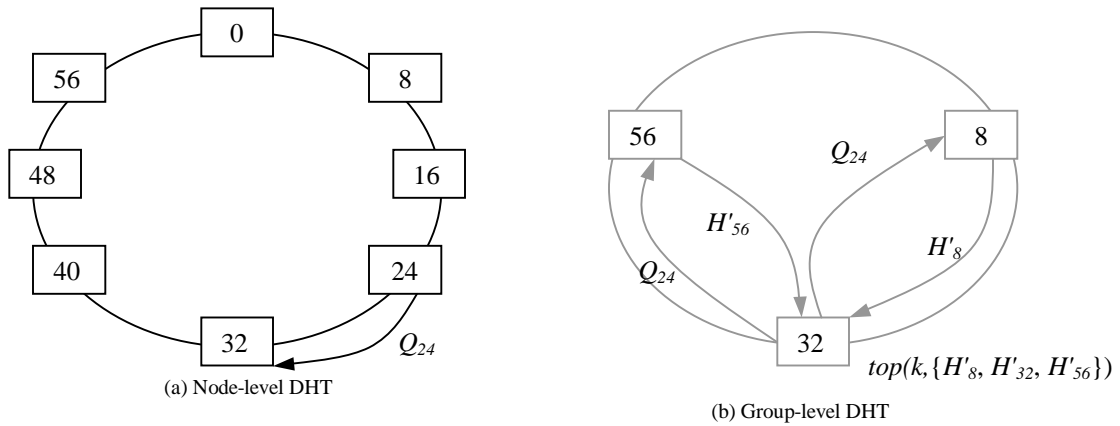 0
56
8
48
16
40
24
32
Q24
(a) Node-level DHT
56
8
Q24
H'56
H'8
Q24
32
top(k,{H'8, H'32, H'56})
(b) Group-level DHT